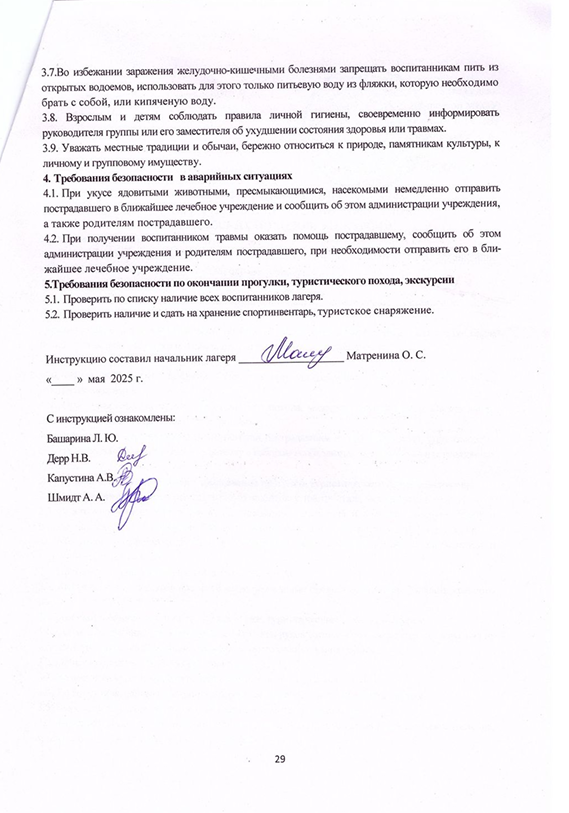 3.7.Во избежании заражения желудочно-кишечными болезнями запрещать воспитанникам пить из
открытых водоемов, использовать для этого только питьевую воду из фляжки, которую необходимо
брать с собой, или кипяченую воду.
3.8. Взрослым и детям соблюдать правила личной гигиены, своевременно информировать
руководителя группы или его заместителя об ухудшении состояния здоровья или травмах.
3.9. Уважать местные традиции и обычаи, бережно относиться к природе, памятникам культуры, к
личному и групповому имуществу.
4. Требования безопасности в аварийных ситуациях
4.1. При укусе ядовитыми животными, пресмыкающимися, насекомыми немедленно отправить
пострадавшего в ближайшее лечебное учреждение и сообщить об этом администрации учреждения,
а также родителям пострадавшего.
4.2. При получении воспитанником травмы оказать помощь пострадавшему, сообщить об этом
администрации учреждения и родителям пострадавшего, при необходимости отправить его в бли-
жайшее лечебное учреждение.
5.Требования безопасности по окончании прогулки, туристического похода, экскурсии
5.1. Проверить по списку наличие всех воспитанников лагеря.
5.2. Проверить наличие и сдать на хранение спортинвентарь, туристское снаряжение.
Инструкцию составил начальник лагеря ____________________ Матренина О. С.
«____ » мая 2025 г.
С инструкцией ознакомлены:
Башарина Л. Ю.
Дерр Н.В.
Капустина А.В.
Шмидт А. А.
29